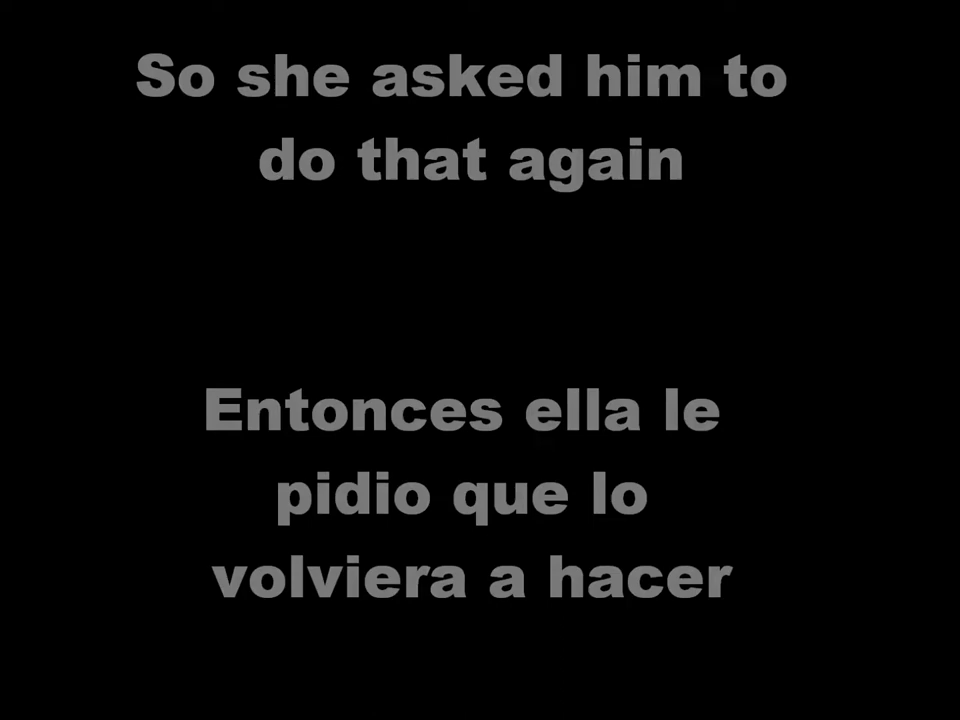 So she asked him to
do that again
Entonces ella le
pidio que lo
volviera a hacer